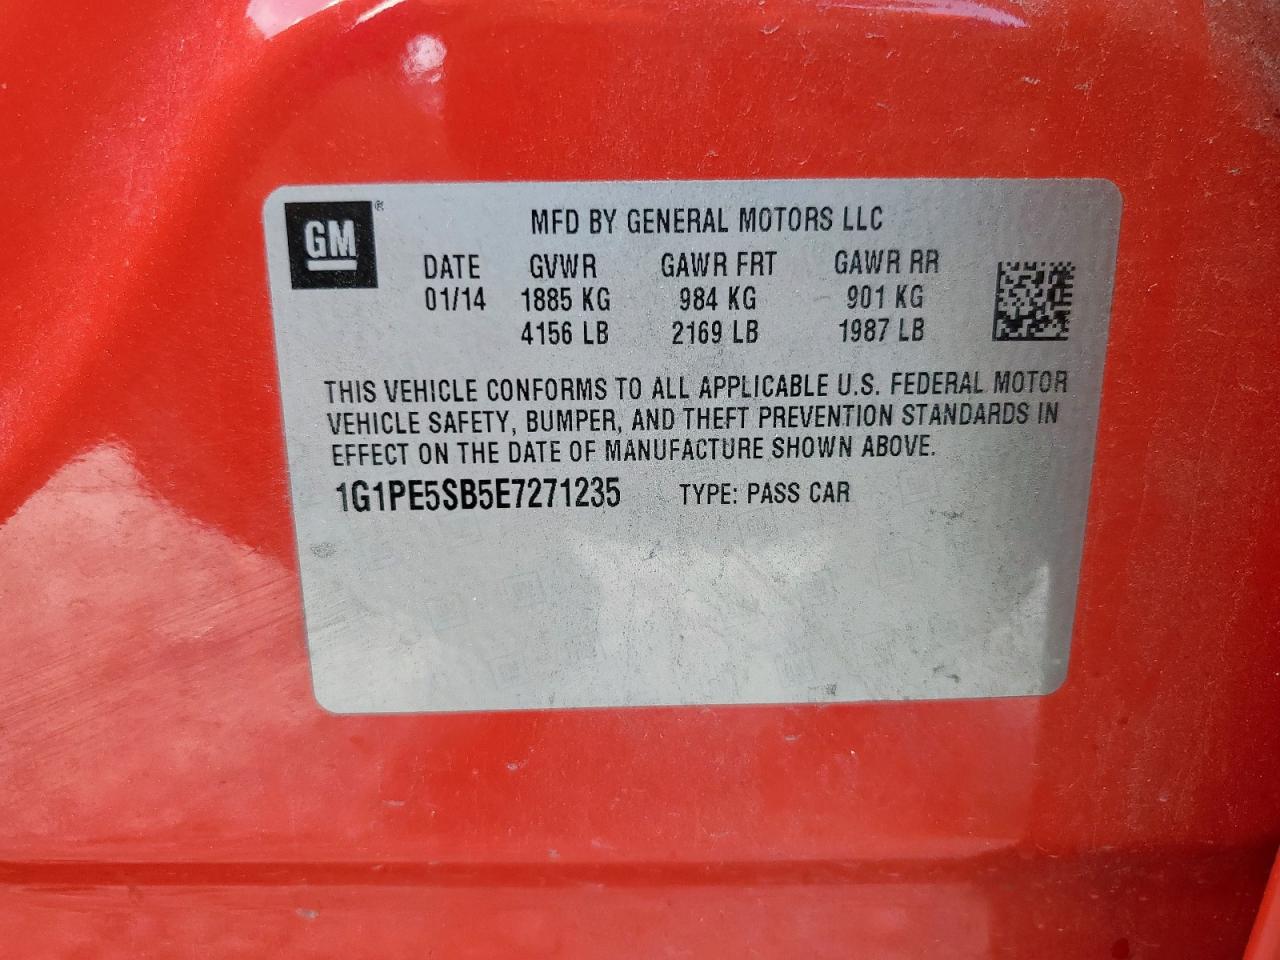 GM®
MFD BY GENERAL MOTORS LLC
DATE GVWR GAWR FRT GAWR RR
01/14 1885 KG 984 KG 901 KG
4156 LB 2169 LB 1987 LB
THIS VEHICLE CONFORMS TO ALL APPLICABLE U.S. FEDERAL MOTOR
VEHICLE SAFETY, BUMPER, AND THEFT PREVENTION STANDARDS IN
EFFECT ON THE DATE OF MANUFACTURE SHOWN ABOVE.
1G1PE5SB5E7271235 TYPE: PASS CAR